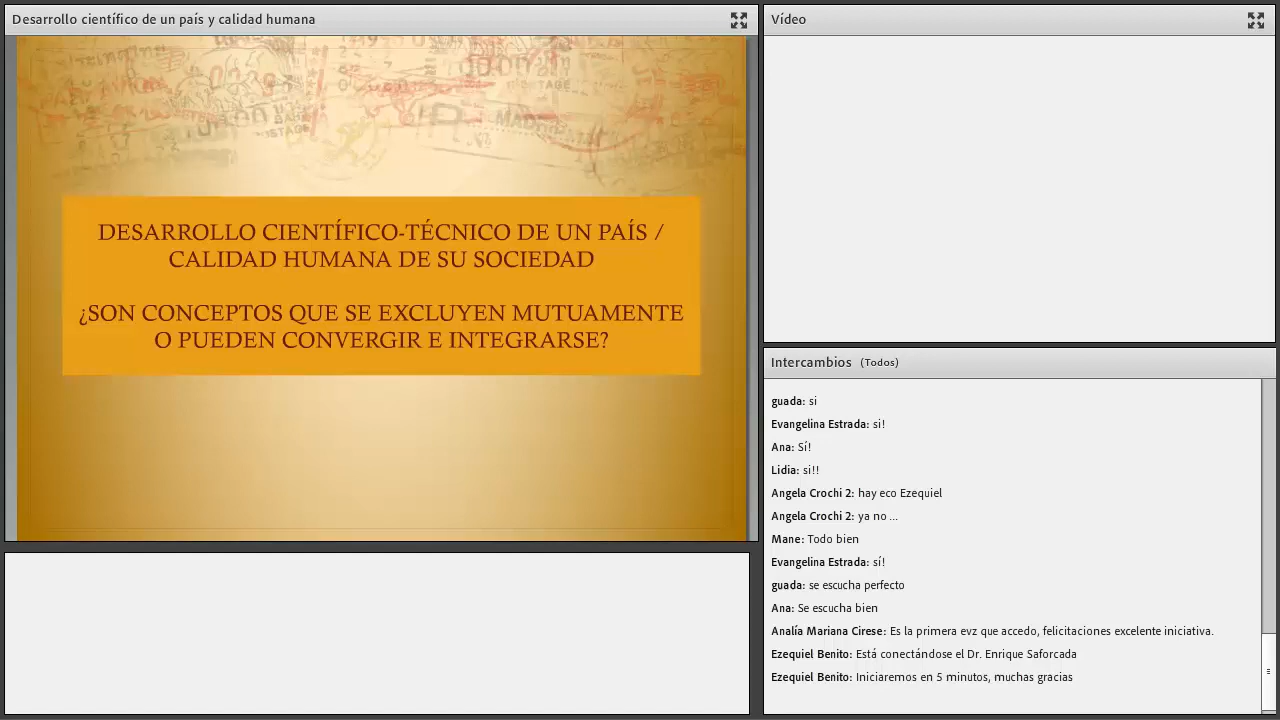 Desarrollo científico de un país y calidad humana
POSTAGE
DESARROLLO CIENTÍFICO-TÉCNICO DE UN PAÍS /
CALIDAD HUMANA DE SU SOCIEDAD
¿SON CONCEPTOS QUE SE EXCLUYEN MUTUAMENTE
O PUEDEN CONVERGIR E INTEGRARSE?
Vídeo
Intercambios (Todos)
guada: si
Evangelina Estrada: si!
Ana: Sí!
Lidia: si!!
Angela Crochi 2: hay eco Ezequiel
Angela Crochi 2: ya no ...
Mane: Todo bien
Evangelina Estrada: sí!
guada: se escucha perfecto
Ana: Se escucha bien
Analía Mariana Cirese: Es la primera evz que accedo, felicitaciones excelente iniciativa.
Ezequiel Benito: Está conectándose el Dr. Enrique Saforcada
Ezequiel Benito: Iniciaremos en 5 minutos, muchas gracias